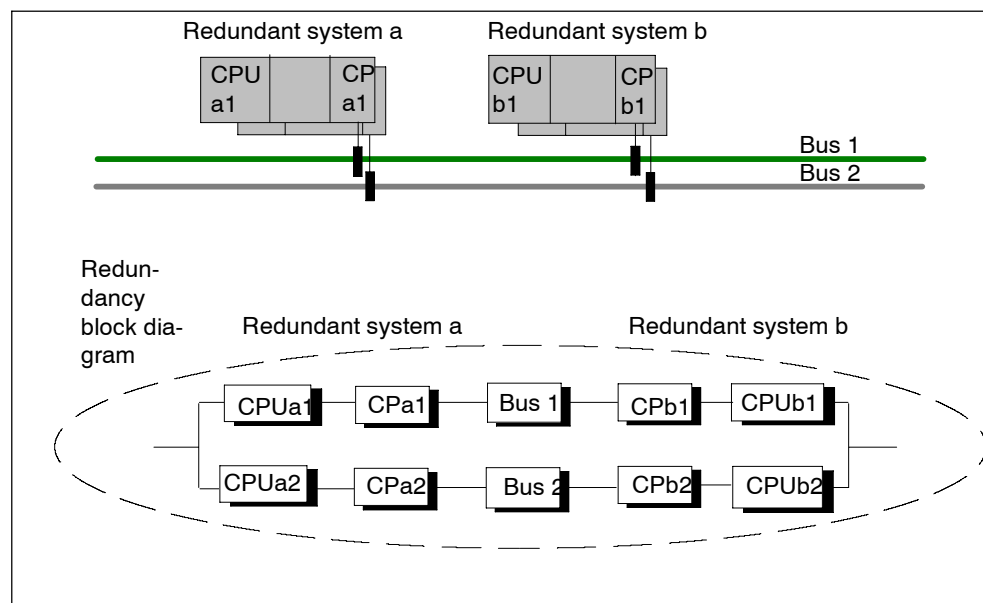 Redundant system a
Redundant system b
CPU
a1
CP
a1
CPU
b1
CP
b1
Bus 1
Bus 2
Redun-
dancy
block dia-
gram
Redundant system a
Redundant system b
CPUa1
CPa1
Bus 1
CPb1
CPUb1
CPUa2
CPa2
Bus 2
CPb2
CPUb2